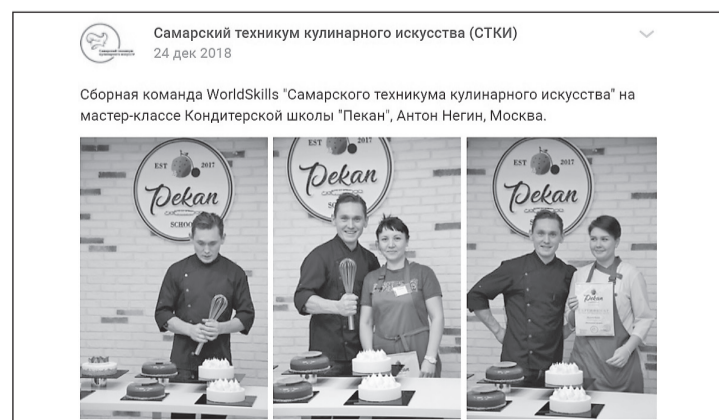 Самарский техникум кулинарного искусства (СТКИ)
24 дек 2018
Сборная команда WorldSkills "Самарского техникума кулинарного искусства" на
мастер-классе Кондитерской школы "Пекан", Антон Негин, Москва.
EST 2017
Pekan
SCHOOL
EST 2017
Pekan
EST 2017
Pekan
Pekan